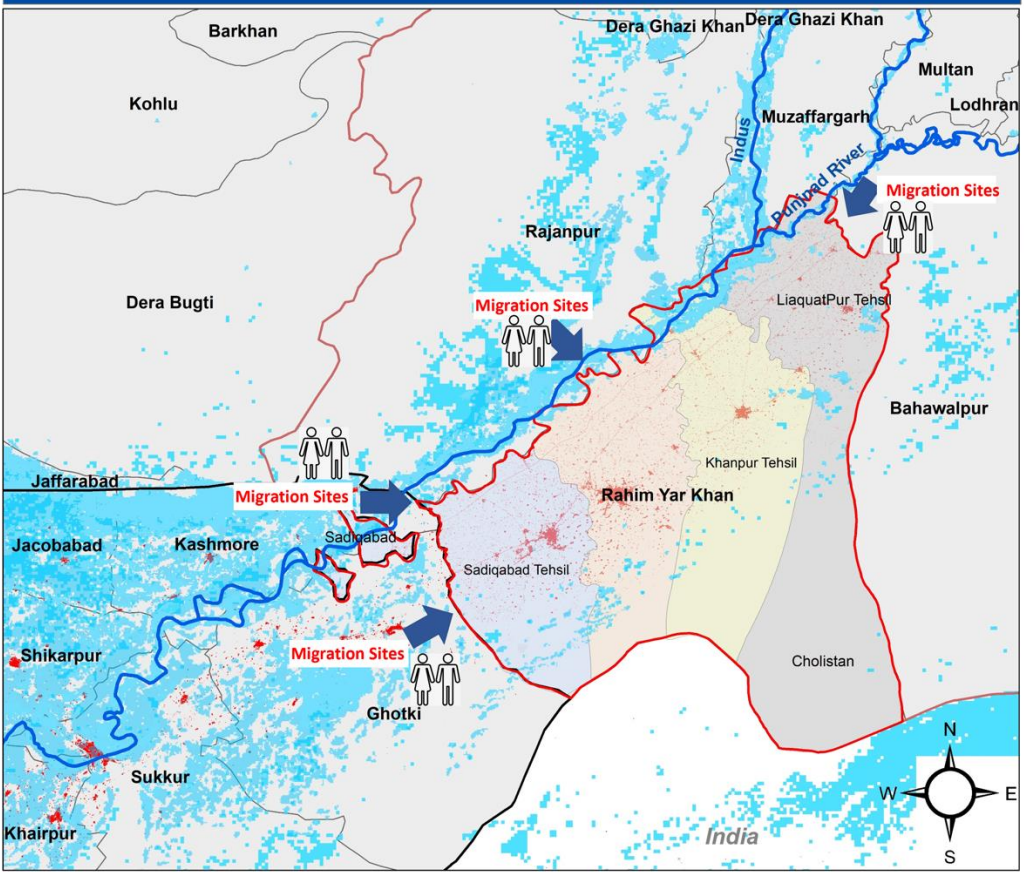 Barkhan
Dera Ghazi Khan
Dera Ghazi Khan
Multan
Kohlu
Lodhran
Muzaffargarh
Indus
Punjnad River
Migration Sites
Rajanpur
Dera Bugti
Migration Sites
LiaquatPur Tehsil
Bahawalpur
Khanpur Tehsil
Jaffarabad
Migration Sites
Rahim Yar Khan
Jacobabad
Kashmore
Sadiqabad
Sadiqabad Tehsil
Shikarpur
Migration Sites
Cholistan
Ghotki
N
Sukkur
W
E
Khairpur
India
S